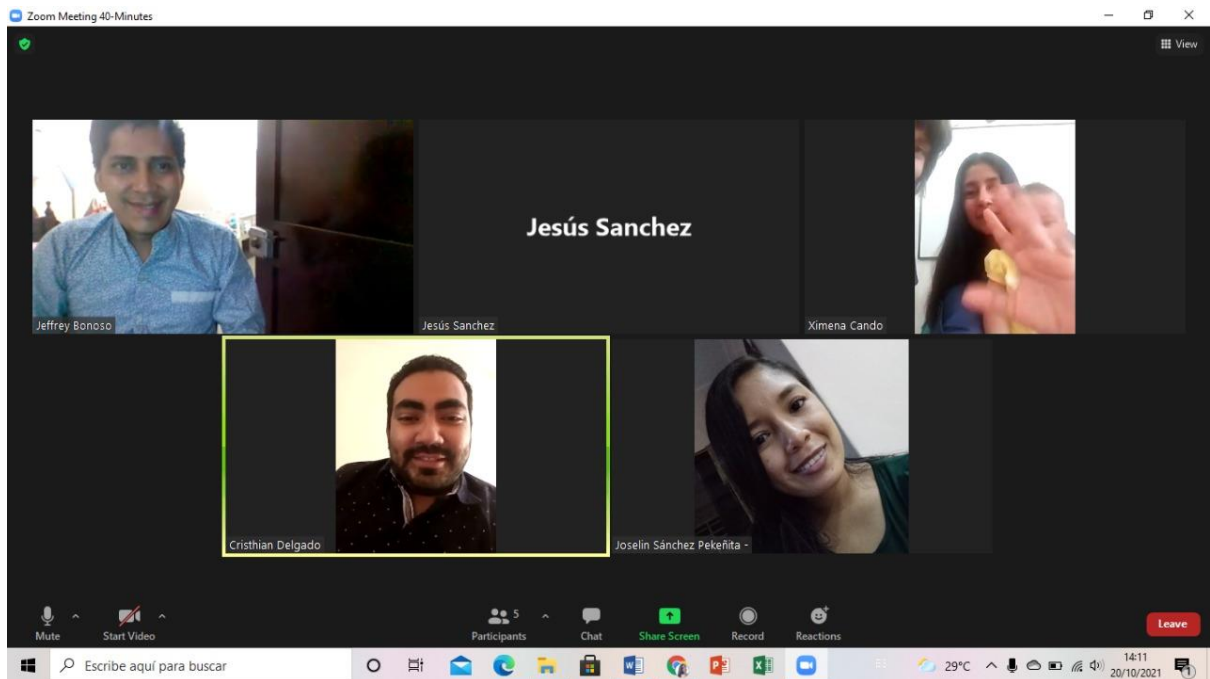 Zoom Meeting 40-Minutes
View
Jesús Sanchez
Jeffrey Bonoso
Jesús Sanchez
Ximena Cando
Cristhian Delgado
Joselin Sánchez Pekeñita -
5
Mute
Start Video
Participants
Chat
Share Screen
Record
Reactions
Leave
Escribe aquí para buscar
29°C
14:11
20/10/2021
1